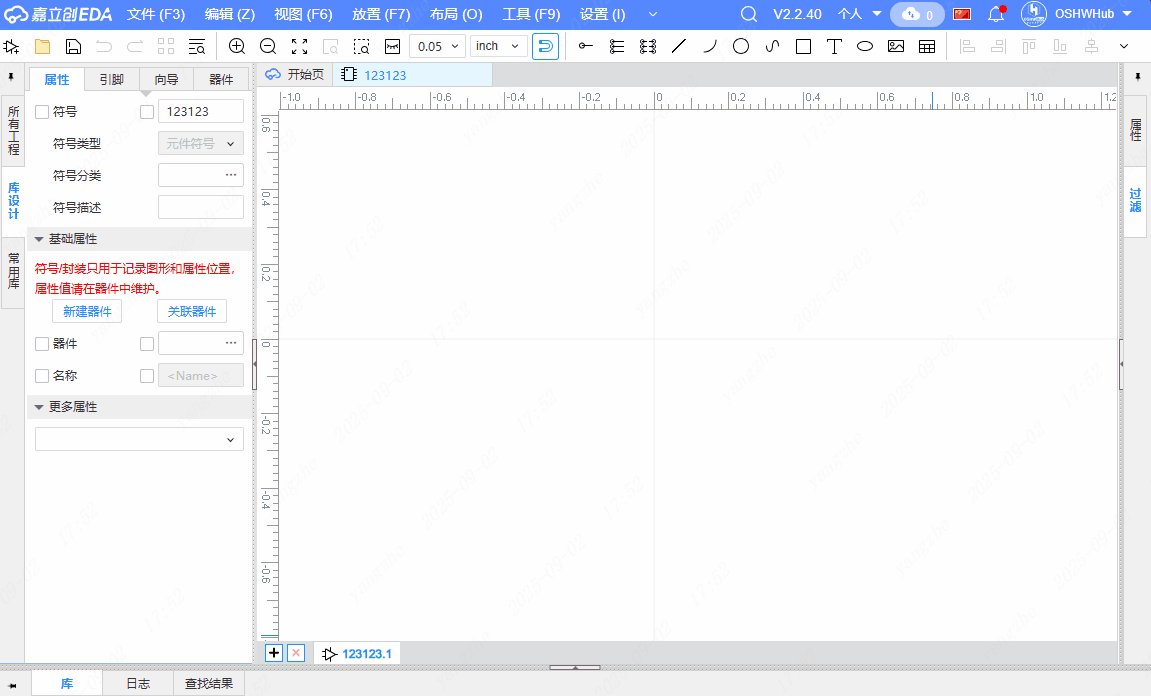 嘉立创EDA 文件 (F3) 编辑 (Z) 视图 (F6) 放置 (F7) 布局 (O) 工具 (F9) 设置 (I) V2.2.40 个人 0 OSHWHub
0.05 inch
属性 引脚 向导 器件
开始页 123123
所有工程
库设计
常用库
符号 123123
符号类型 元件符号
符号分类 ...
符号描述
基础属性
符号/封装只用于记录图形和属性位置,
属性值请在器件中维护。
新建器件 关联器件
器件 ...
名称 <Name>
更多属性
-1.0 -0.8 -0.6 -0.4 -0.2 0 0.2 0.4 0.6 0.8 1.0 1.2
0.6
0.4
0.2
0
-0.2
-0.4
-0.6
属性
过滤
123123.1
库 日志 查找结果